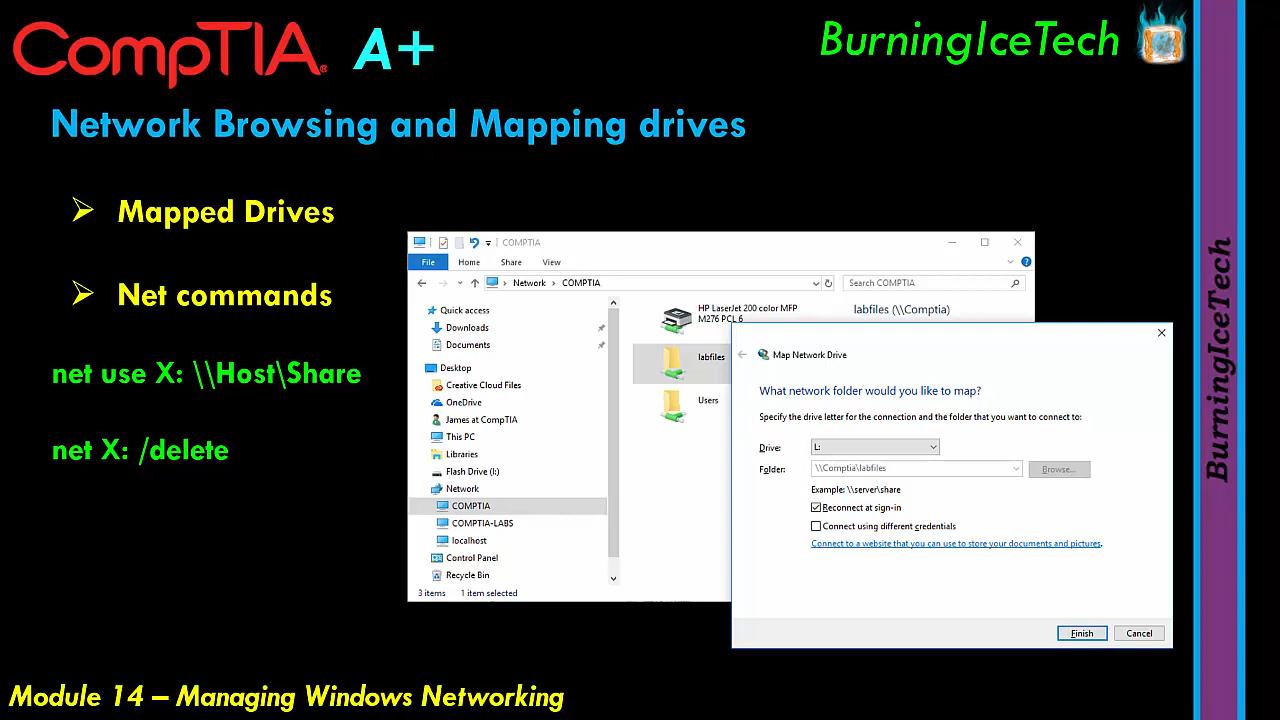 CompTIA® A+
BurningIceTech
Network Browsing and Mapping drives
Mapped Drives
Net commands
net use X: \\Host\Share
net X: /delete
COMPTIA
File Home Share View
Network COMPTIA
Search COMPTIA
Quick access
Downloads
Documents
Desktop
Creative Cloud Files
OneDrive
James at CompTIA
This PC
Libraries
Flash Drive (I:)
Network
COMPTIA
COMPTIA-LABS
localhost
Control Panel
Recycle Bin
3 items 1 item selected
HP LaserJet 200 color MFP
M276 PCL 6
labfiles
Users
labfiles (\\Comptia)
Map Network Drive
What network folder would you like to map?
Specify the drive letter for the connection and the folder that you want to connect to:
Drive: L:
Folder: \\Comptia\labfiles Browse...
Example: \\server\share
Reconnect at sign-in
Connect using different credentials
Connect to a website that you can use to store your documents and pictures.
Finish Cancel
BurningIceTech
Module 14 – Managing Windows Networking